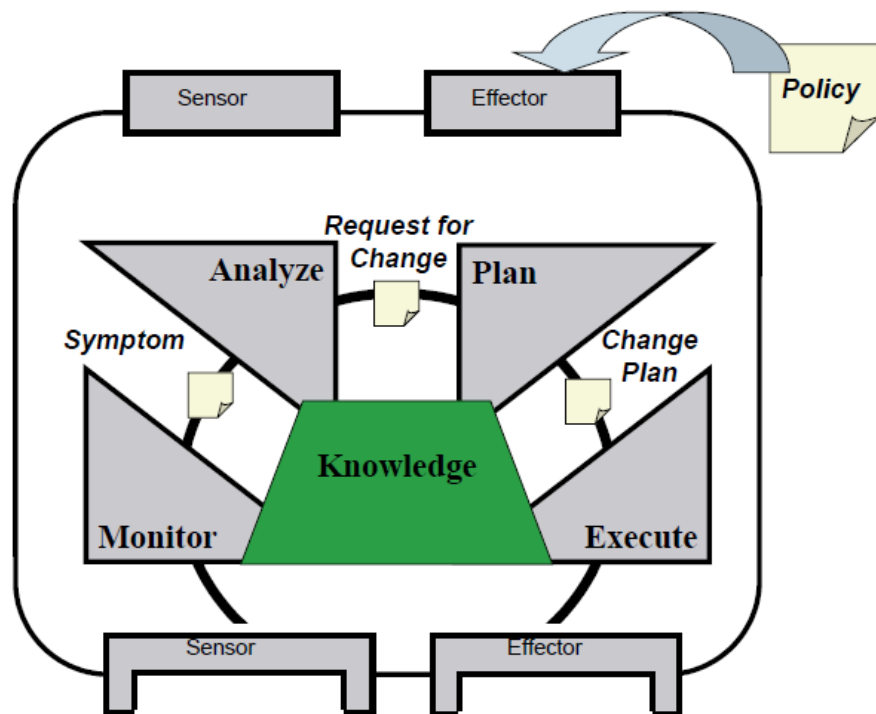 Sensor
Effector
Policy
Request for
Change
Analyze
Plan
Symptom
Change
Plan
Knowledge
Monitor
Execute
Sensor
Effector